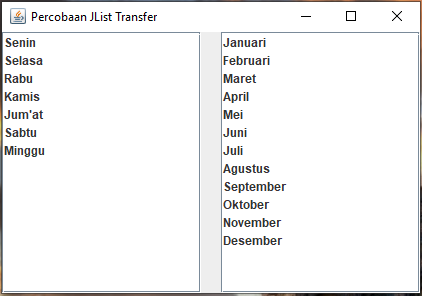 Percobaan JList Transfer
Senin
Selasa
Rabu
Kamis
Jum'at
Sabtu
Minggu
Januari
Februari
Maret
April
Mei
Juni
Juli
Agustus
September
Oktober
November
Desember